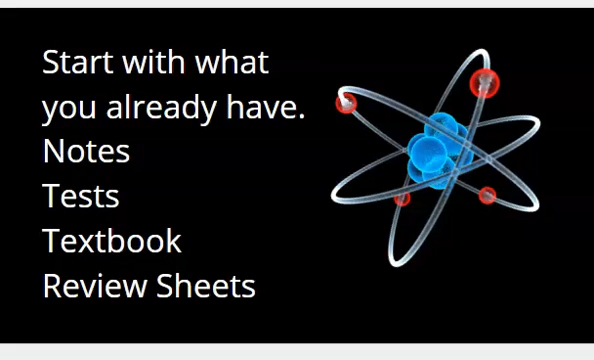 Start with what
you already have.
Notes
Tests
Textbook
Review Sheets